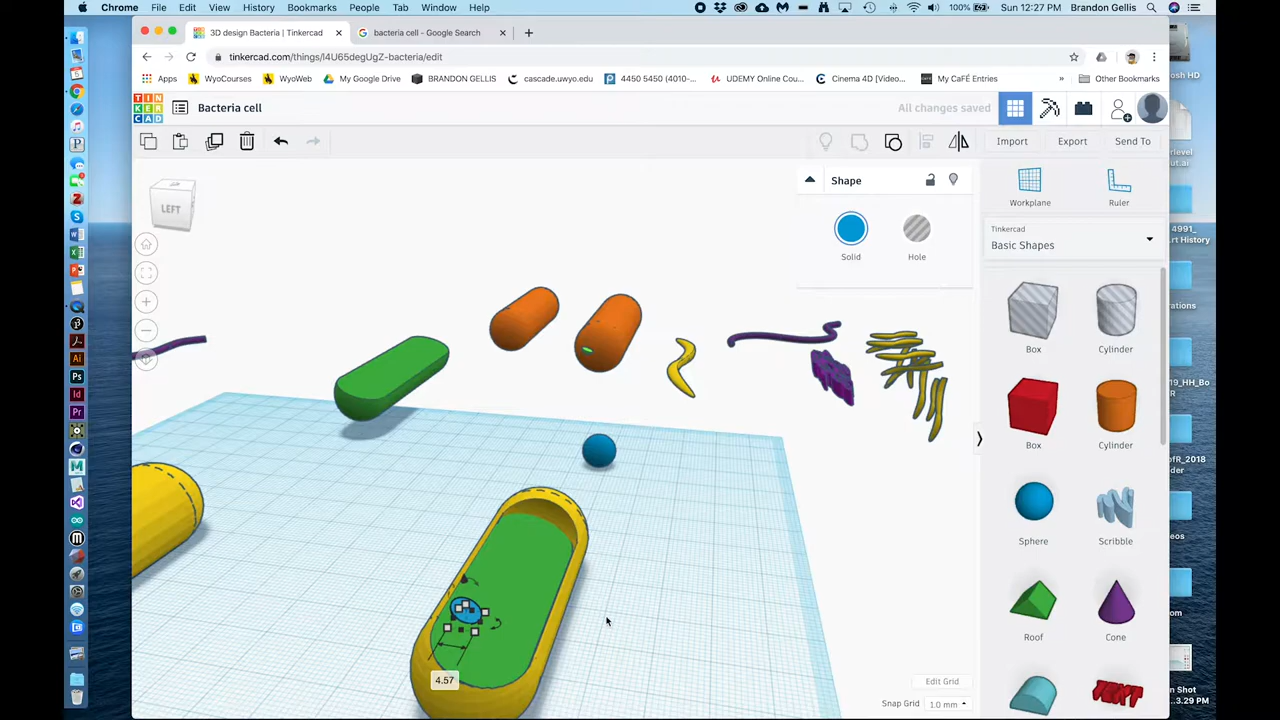 Chrome File Edit View History Bookmarks People Tab Window Help 100% Sun 12:27 PM Brandon Gellis
3D design Bacteria | Tinkercad
bacteria cell - Google Search
tinkercad.com/things/l4U65degUgZ-bacteria/edit
Apps WyoCourses WyoWeb My Google Drive BRANDON GELLIS cascade.uwyo.edu 4450 5450 (4010-... UDEMY Online Cou... Cinema 4D [Video... My CaFÉ Entries » Other Bookmarks
TIN
KER
CAD
Bacteria cell
All changes saved
Import Export Send To
Shape
Solid Hole
LEFT
Workplane Ruler
Tinkercad
Basic Shapes
Box Cylinder
Box Cylinder
Sphere Scribble
Roof Cone
4.57
Edit Grid
Snap Grid